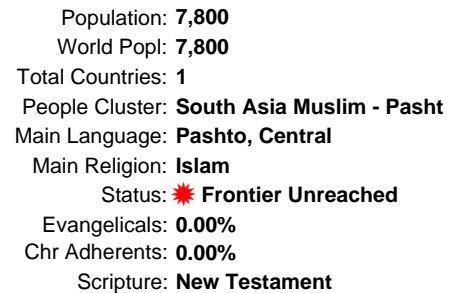 Population: 7,800
World Popl: 7,800
Total Countries: 1
People Cluster: South Asia Muslim - Pasht
Main Language: Pashto, Central
Main Religion: Islam
Status: Frontier Unreached
Evangelicals: 0.00%
Chr Adherents: 0.00%
Scripture: New Testament